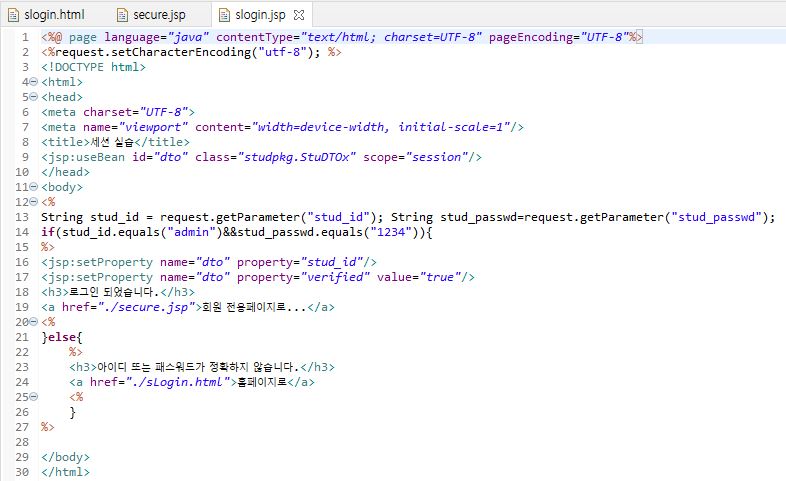 slogin.html secure.jsp slogin.jsp
1 <%@ page language="java" contentType="text/html; charset=UTF-8" pageEncoding="UTF-8"%>
2 <%request.setCharacterEncoding("utf-8"); %>
3 <!DOCTYPE html>
4 <html>
5 <head>
6 <meta charset="UTF-8">
7 <meta name="viewport" content="width=device-width, initial-scale=1"/>
8 <title>세션 실습</title>
9 <jsp:useBean id="dto" class="studpkg.StuDTOx" scope="session"/>
10 </head>
11 <body>
12 <%
13 String stud_id = request.getParameter("stud_id"); String stud_passwd=request.getParameter("stud_passwd");
14 if(stud_id.equals("admin")&&stud_passwd.equals("1234")){
15 %>
16 <jsp:setProperty name="dto" property="stud_id"/>
17 <jsp:setProperty name="dto" property="verified" value="true"/>
18 <h3>로그인 되었습니다.</h3>
19 <a href="./secure.jsp">회원 전용페이지로...</a>
20 <%
21 }else{
22 %>
23 <h3>아이디 또는 패스워드가 정확하지 않습니다.</h3>
24 <a href="./sLogin.html">홈페이지로</a>
25 <%
26 }
27 %>
28
29 </body>
30 </html>